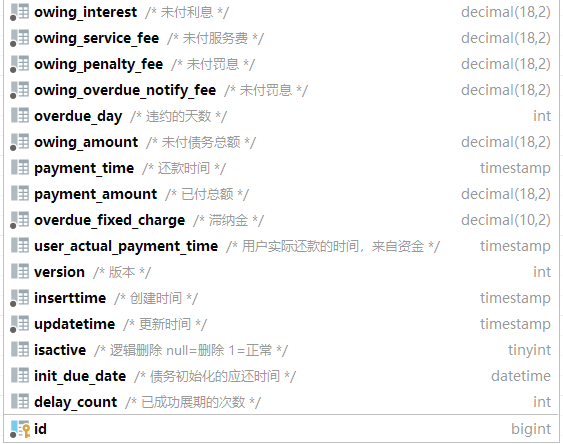 owing_interest /* 未付利息 */ decimal(18,2)
owing_service_fee /* 未付服务费 */ decimal(18,2)
owing_penalty_fee /* 未付罚息 */ decimal(18,2)
owing_overdue_notify_fee /* 未付罚息 */ decimal(18,2)
overdue_day /* 违约的天数 */ int
owing_amount /* 未付债务总额 */ decimal(18,2)
payment_time /* 还款时间 */ timestamp
payment_amount /* 已付总额 */ decimal(18,2)
overdue_fixed_charge /* 滞纳金 */ decimal(10,2)
user_actual_payment_time /* 用户实际还款的时间，来自资金 */ timestamp
version /* 版本 */ int
inserttime /* 创建时间 */ timestamp
updatetime /* 更新时间 */ timestamp
isactive /* 逻辑删除 null=删除 1=正常 */ tinyint
init_due_date /* 债务初始化的应还时间 */ datetime
delay_count /* 已成功展期的次数 */ int
id bigint